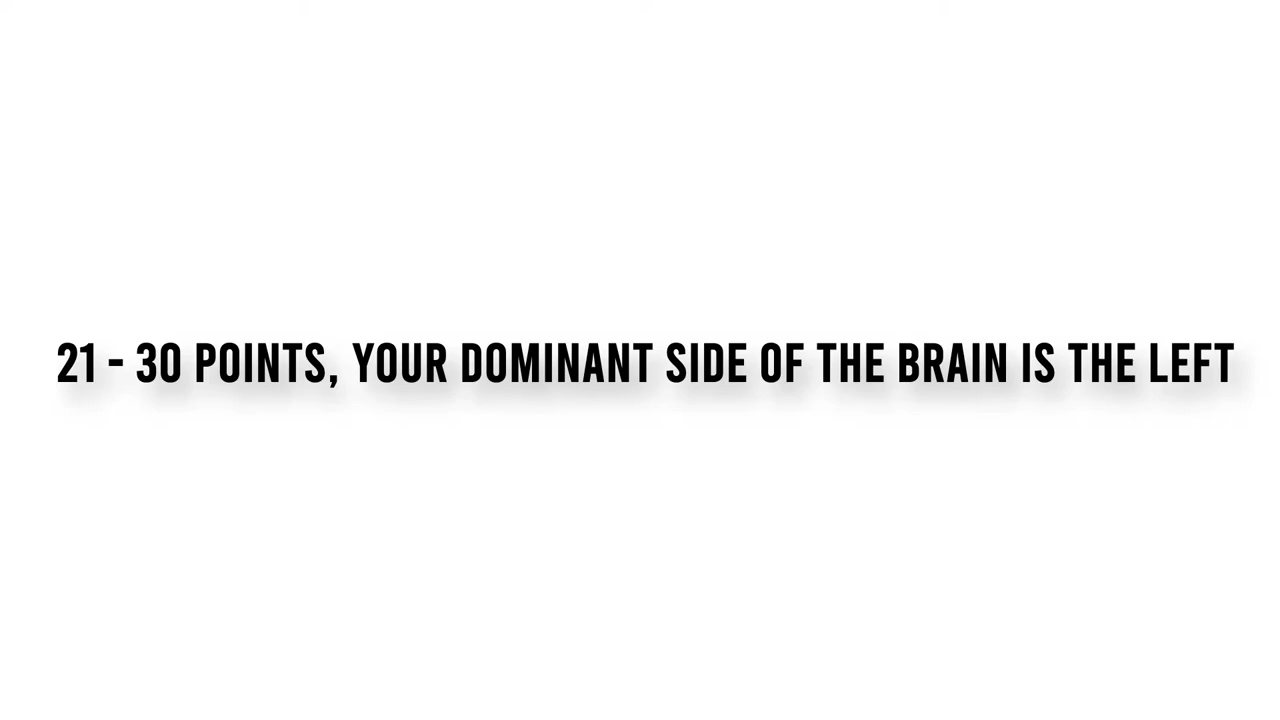 21 - 30 POINTS, YOUR DOMINANT SIDE OF THE BRAIN IS THE LEFT